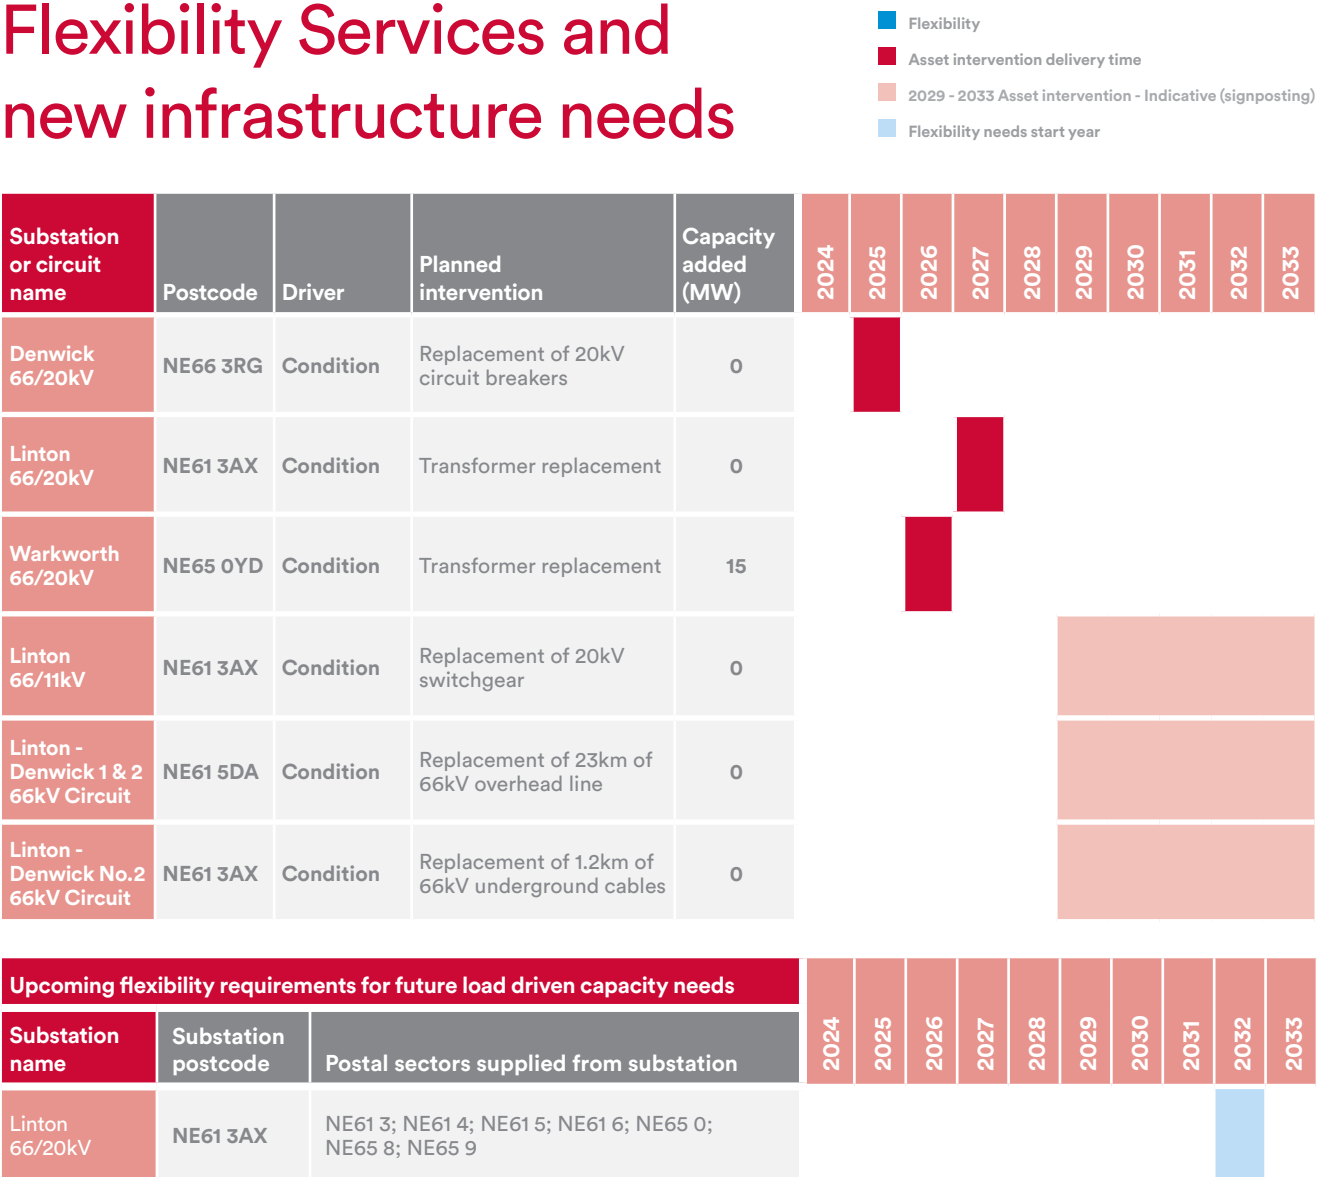 Flexibility Services and
new infrastructure needs
Flexibility
Asset intervention delivery time
2029 - 2033 Asset intervention - Indicative (signposting)
Flexibility needs start year
Substation
or circuit
name
Postcode
Driver
Planned
intervention
Capacity
added
(MW)
2024
2025
2026
2027
2028
2029
2030
2031
2032
2033
Denwick
66/20kV
NE66 3RG
Condition
Replacement of 20kV
circuit breakers
0
Linton
66/20kV
NE61 3AX
Condition
Transformer replacement
0
Warkworth
66/20kV
NE65 0YD
Condition
Transformer replacement
15
Linton
66/11kV
NE61 3AX
Condition
Replacement of 20kV
switchgear
0
Linton -
Denwick 1 & 2
66kV Circuit
NE61 5DA
Condition
Replacement of 23km of
66kV overhead line
0
Linton -
Denwick No.2
66kV Circuit
NE61 3AX
Condition
Replacement of 1.2km of
66kV underground cables
0
Upcoming flexibility requirements for future load driven capacity needs
2024
2025
2026
2027
2028
2029
2030
2031
2032
2033
Substation
name
Substation
postcode
Postal sectors supplied from substation
Linton
66/20kV
NE61 3AX
NE61 3; NE61 4; NE61 5; NE61 6; NE65 0;
NE65 8; NE65 9